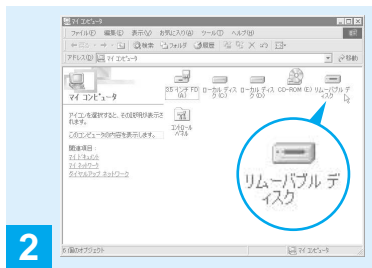 マイ コンピュータ
ファイル(F) 編集(E) 表示(V) お気に入り(A) ツール(T) ヘルプ(H)
検索 フォルダ 履歴
アドレス(D) マイ コンピュータ 移動
マイ コンピュータ
アイコンを選択すると、その説明が表示さ
れます。
このコンピュータの内容を表示します。
関連項目:
マイ ドキュメント
マイ ネットワーク
ダイヤルアップ ネットワーク
3.5 インチ FD
(A:)
ローカル ディス
ク (C:)
ローカル ディス
ク (D:)
CD-ROM (E:)
リムーバブル デ
ィスク
コントロール
パネル
リムーバブル デ
ィスク
2
6 個のオブジェクト
マイ コンピュータ